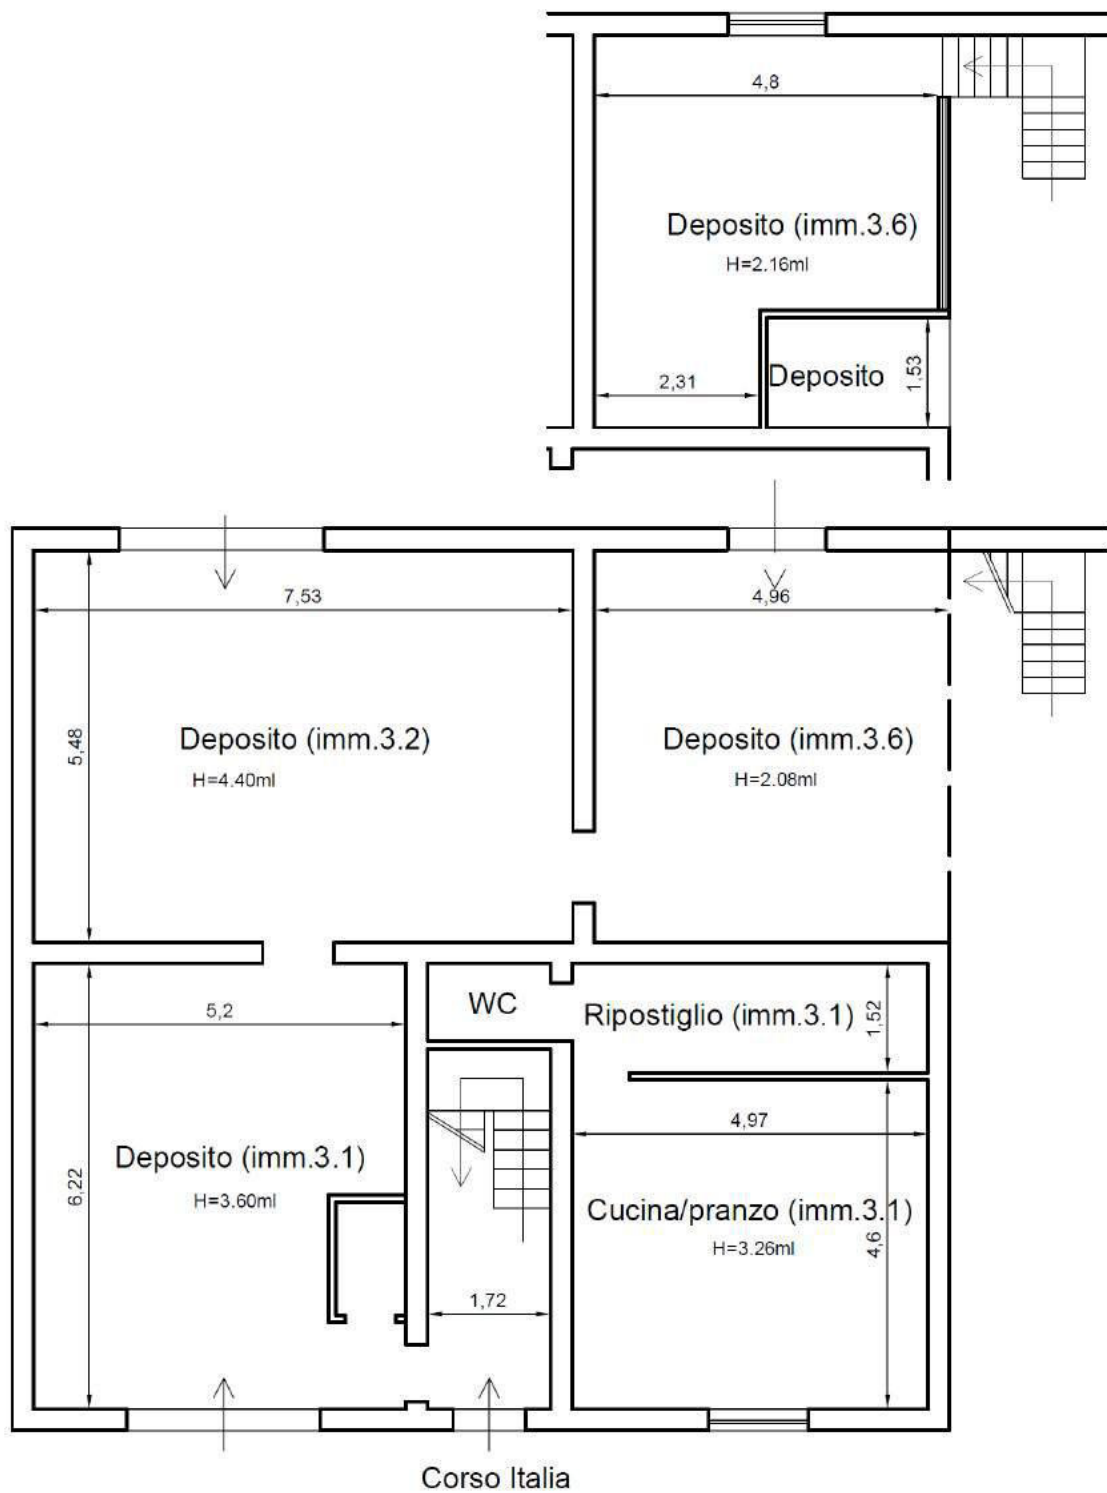 4,8
Deposito (imm.3.6)
H=2.16ml
2,31
Deposito
1,53
7,53
4,96
5,48
Deposito (imm.3.2)
H=4.40ml
Deposito (imm.3.6)
H=2.08ml
5,2
WC
Ripostiglio (imm.3.1)
1,52
4,97
6,22
Deposito (imm.3.1)
H=3.60ml
Cucina/pranzo (imm.3.1)
H=3.26ml
4,6
1,72
Corso Italia